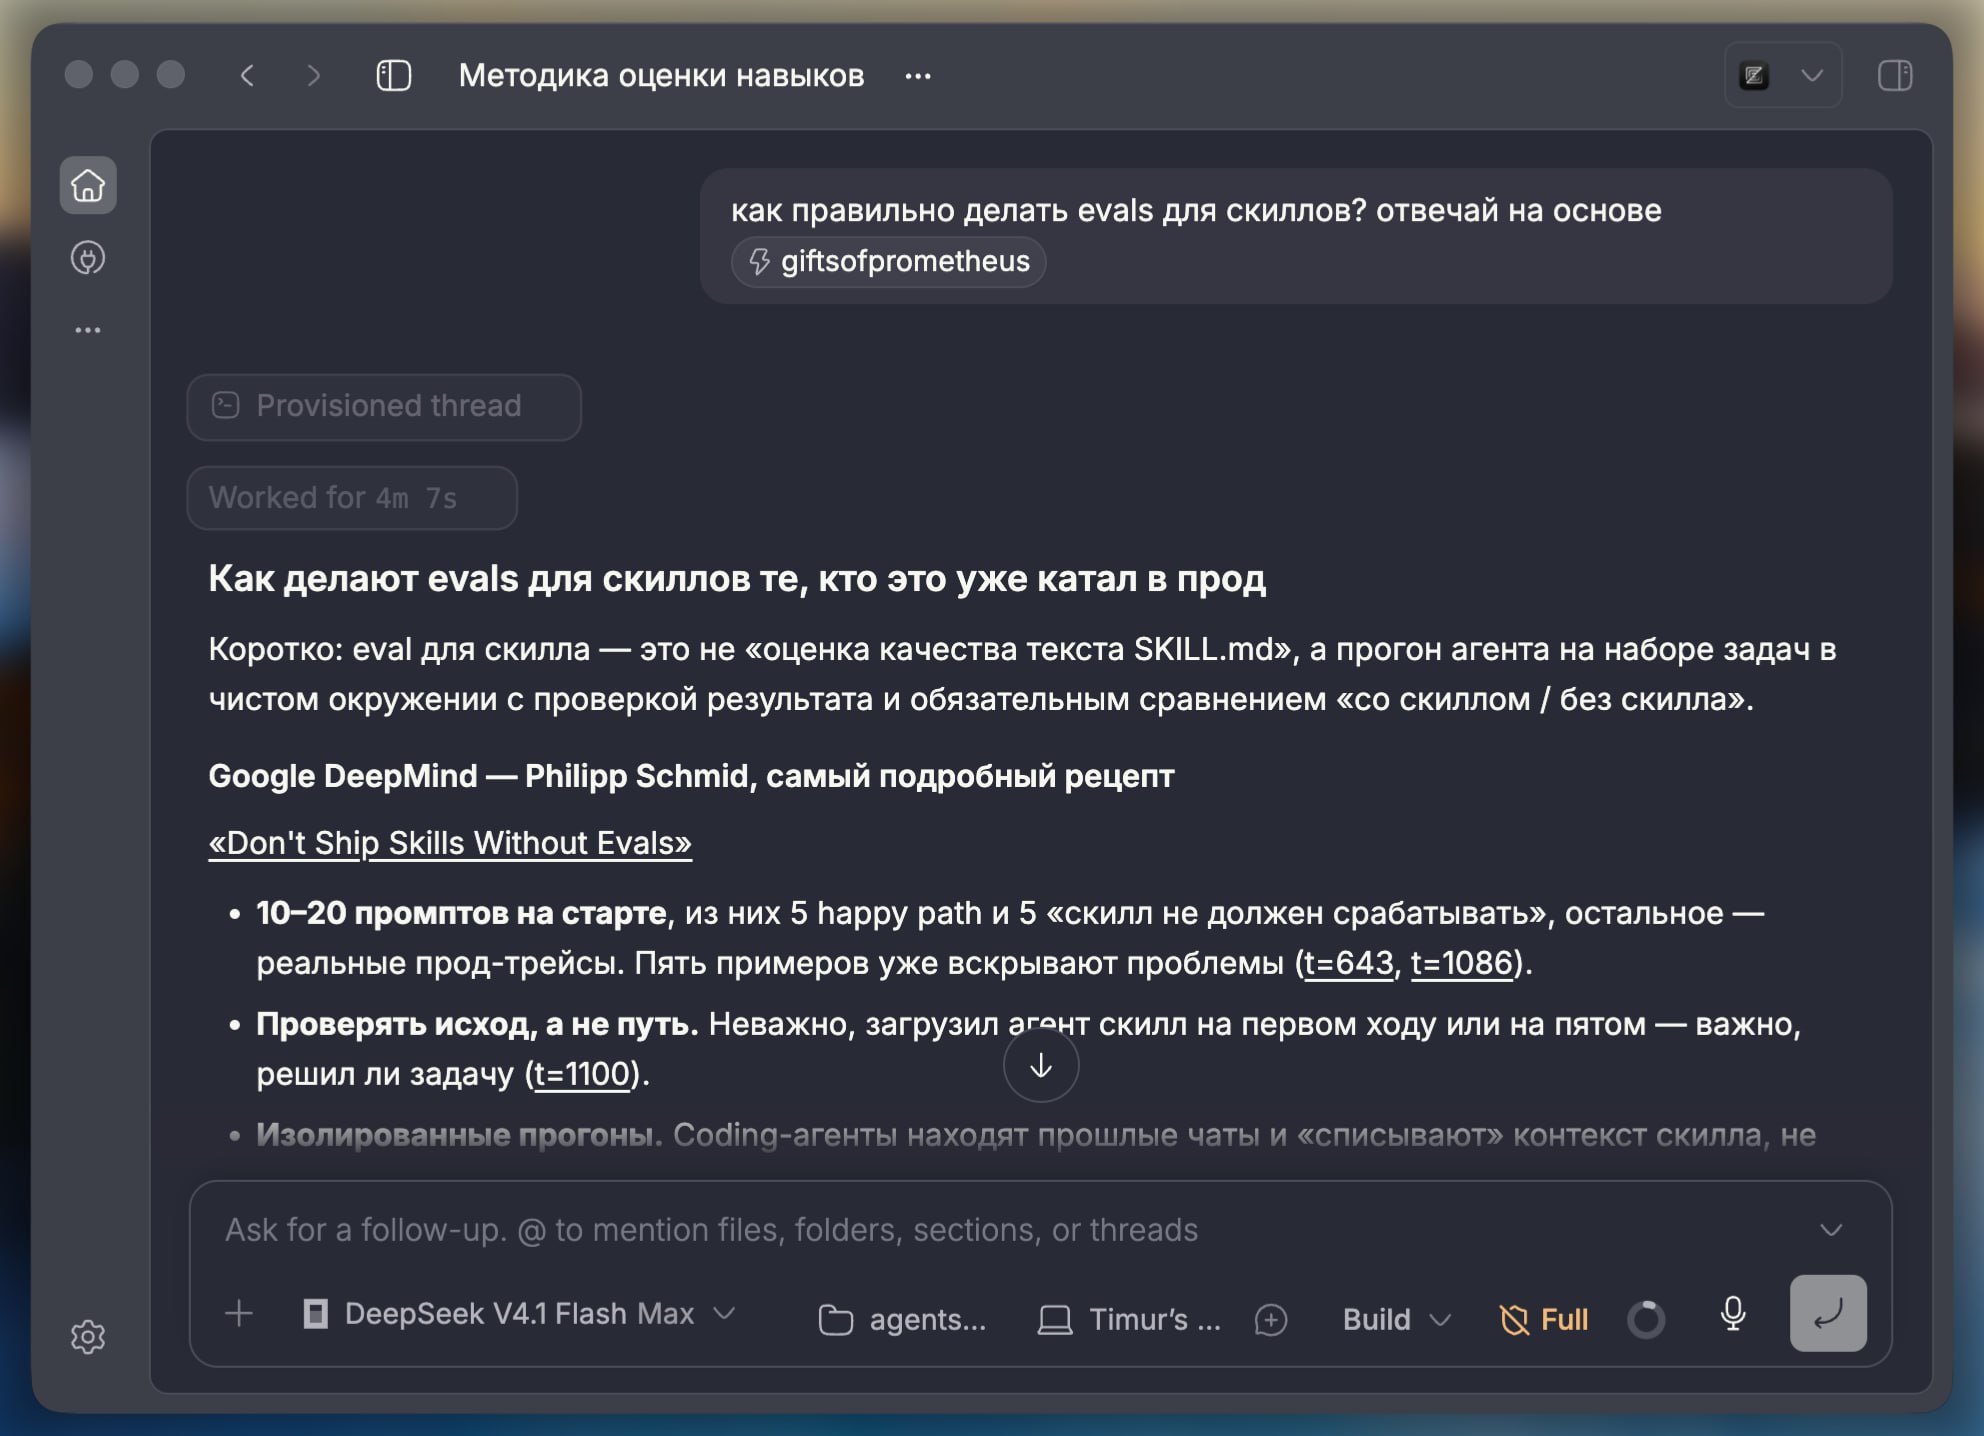 Методика оценки навыков
как правильно делать evals для скиллов? отвечай на основе
giftsofprometheus
Provisioned thread
Worked for 4m 7s
Как делают evals для скиллов те, кто это уже катал в прод
Коротко: eval для скилла — это не «оценка качества текста SKILL.md», а прогон агента на наборе задач в
чистом окружении с проверкой результата и обязательным сравнением «со скиллом / без скилла».
Google DeepMind — Philipp Schmid, самый подробный рецепт
«Don't Ship Skills Without Evals»
• 10–20 промптов на старте, из них 5 happy path и 5 «скилл не должен срабатывать», остальное —
реальные прод-трейсы. Пять примеров уже вскрывают проблемы (t=643, t=1086).
• Проверять исход, а не путь. Неважно, загрузил агент скилл на первом ходу или на пятом — важно,
решил ли задачу (t=1100).
• Изолированные прогоны. Coding-агенты находят прошлые чаты и «списывают» контекст скилла, не
Ask for a follow-up. @ to mention files, folders, sections, or threads
DeepSeek V4.1 Flash Max
agents...
Timur’s ...
Build
Full